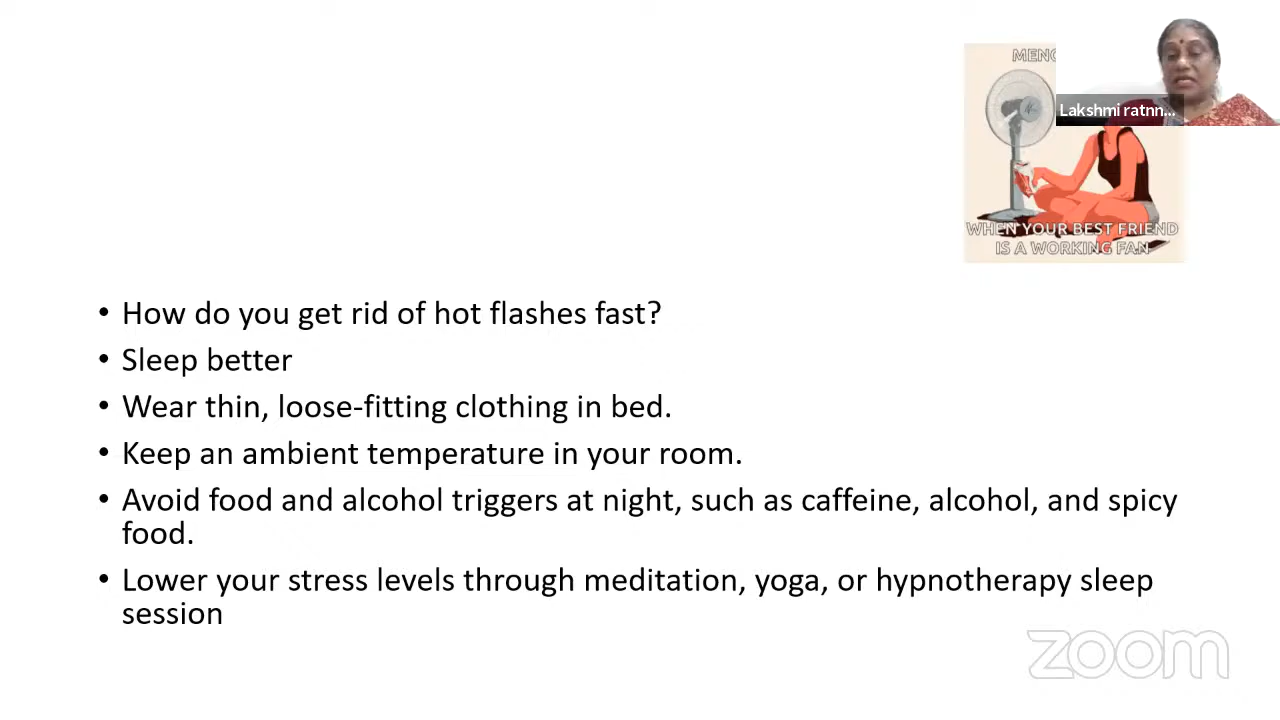 MENO
Lakshmi ratnn...
WHEN YOUR BEST FRIEND
IS A WORKING FAN
• How do you get rid of hot flashes fast?
• Sleep better
• Wear thin, loose-fitting clothing in bed.
• Keep an ambient temperature in your room.
• Avoid food and alcohol triggers at night, such as caffeine, alcohol, and spicy
food.
• Lower your stress levels through meditation, yoga, or hypnotherapy sleep
session
zoom